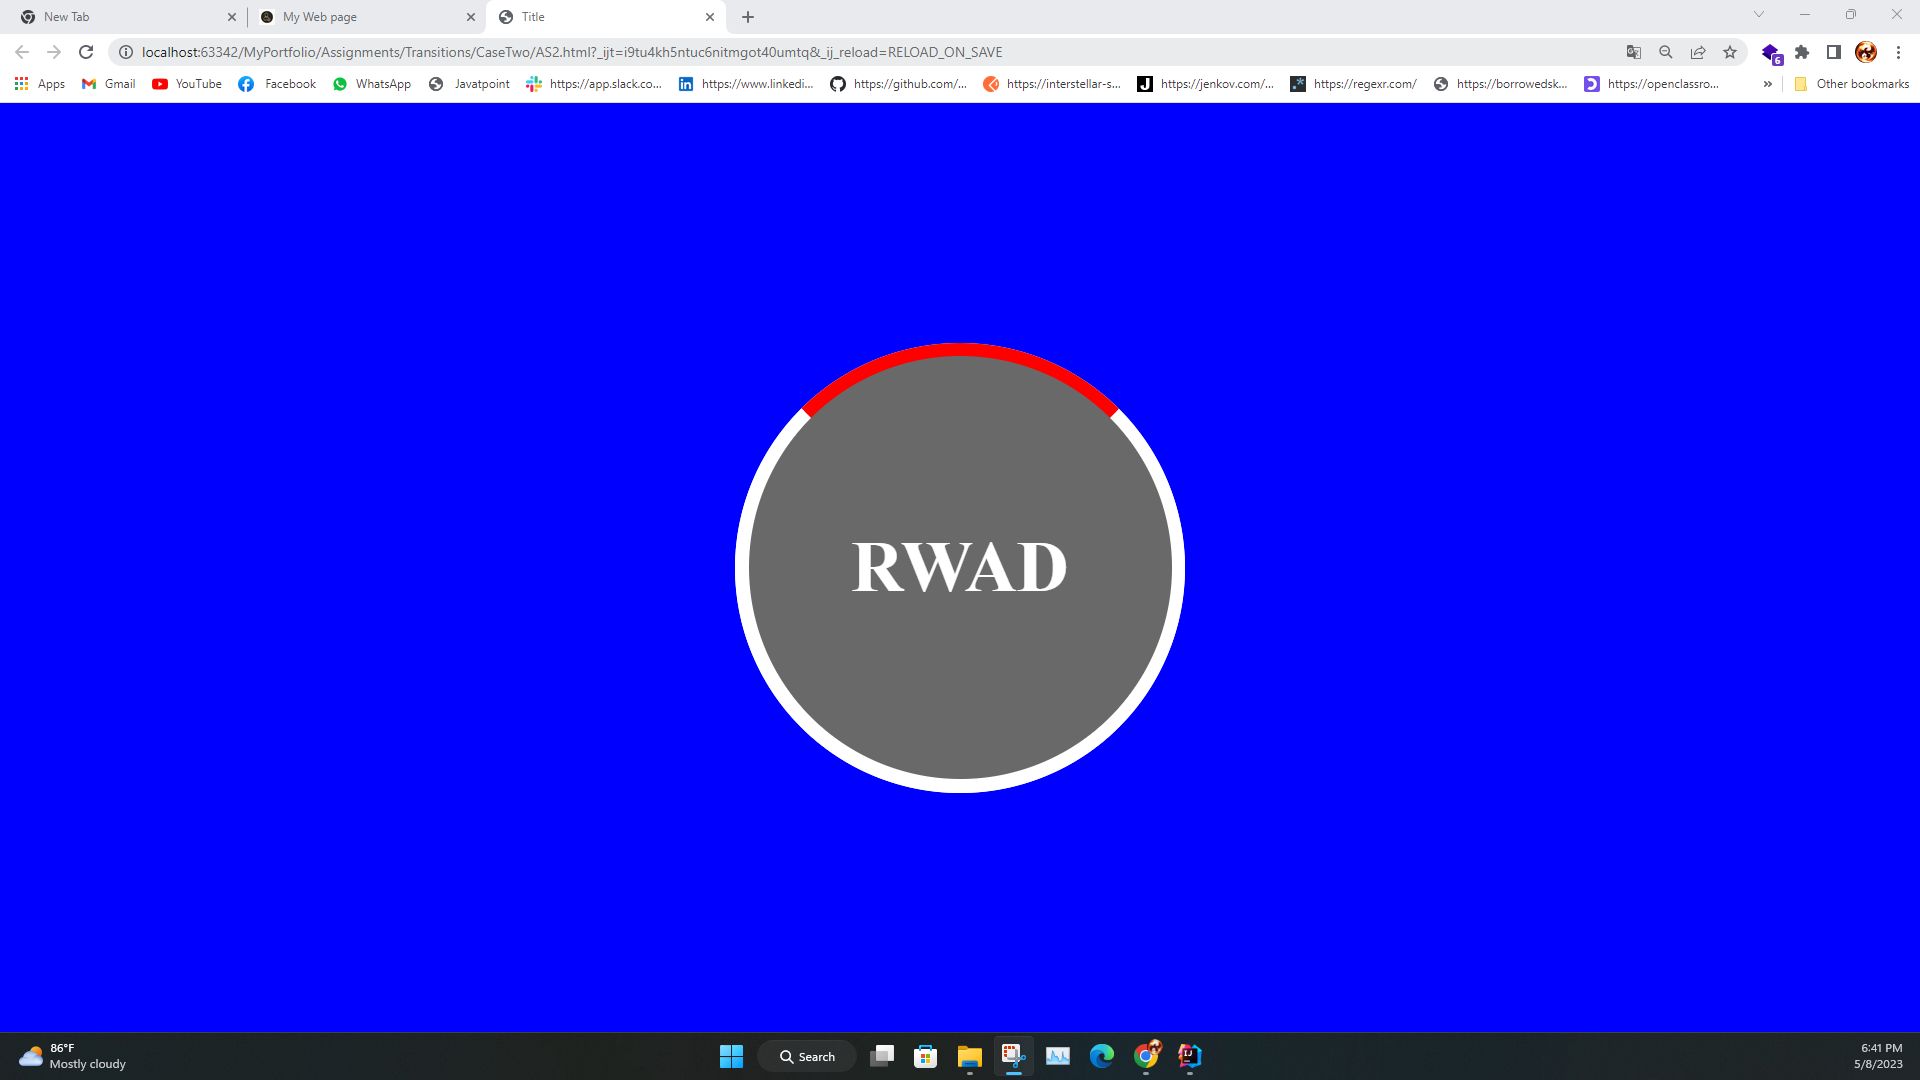 New Tab
My Web page
Title
localhost:63342/MyPortfolio/Assignments/Transitions/CaseTwo/AS2.html?_ijt=i9tu4kh5ntuc6nitmgot40umtq&_ij_reload=RELOAD_ON_SAVE
6
Apps
Gmail
YouTube
Facebook
WhatsApp
Javatpoint
https://app.slack.co...
https://www.linkedi...
https://github.com/...
https://interstellar-s...
https://jenkov.com/...
https://regexr.com/
https://borrowedsk...
https://openclassro...
»
Other bookmarks
RWAD
86°F
Mostly cloudy
Search
6:41 PM
5/8/2023